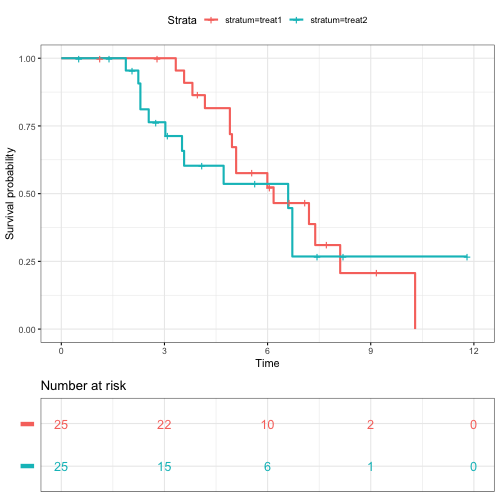 Strata stratum=treat1 stratum=treat2
1.00
0.75
0.50
0.25
0.00
Survival probability
0 3 6 9 12
Time
Number at risk
25 22 10 2 0
25 15 6 1 0